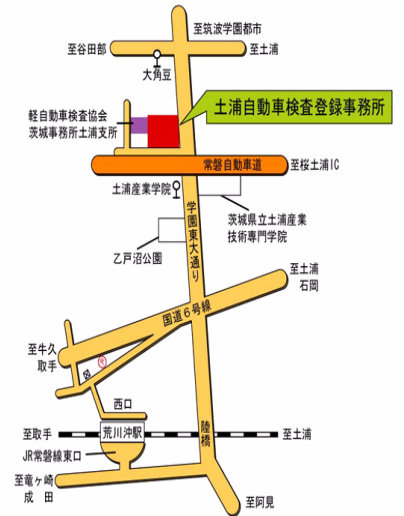 至筑波学園都市
至谷田部
至土浦
大角豆
土浦自動車検査登録事務所
軽自動車検査協会
茨城事務所土浦支所
常磐自動車道
至桜土浦IC
土浦産業学院
茨城県立土浦産業
技術専門学院
学園東大通り
乙戸沼公園
至土浦
石岡
国道6号線
至牛久
取手
西口
至取手
荒川沖駅
陸橋
至土浦
JR常磐線東口
至竜ヶ崎
成田
至阿見